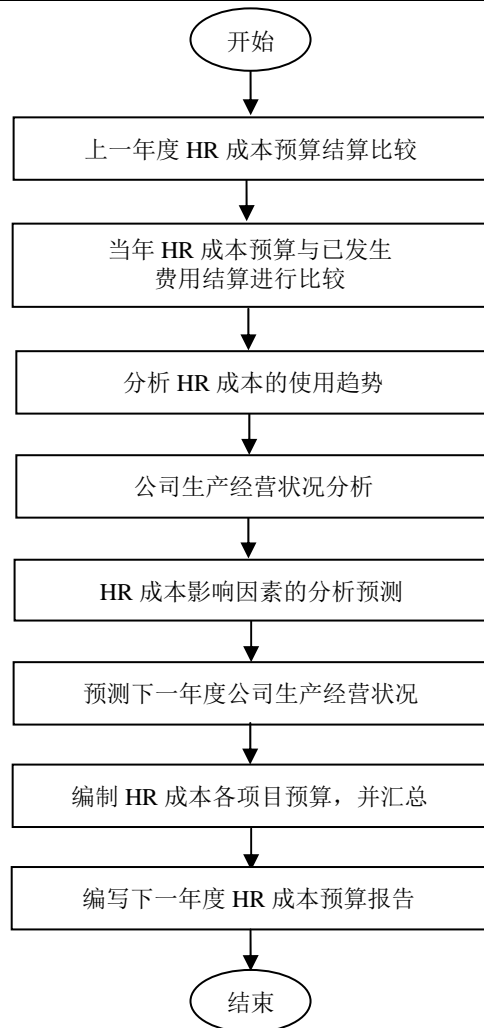 开始
上一年度 HR 成本预算结算比较
当年 HR 成本预算与已发生
费用结算进行比较
分析 HR 成本的使用趋势
公司生产经营状况分析
HR 成本影响因素的分析预测
预测下一年度公司生产经营状况
编制 HR 成本各项目预算，并汇总
编写下一年度 HR 成本预算报告
结束